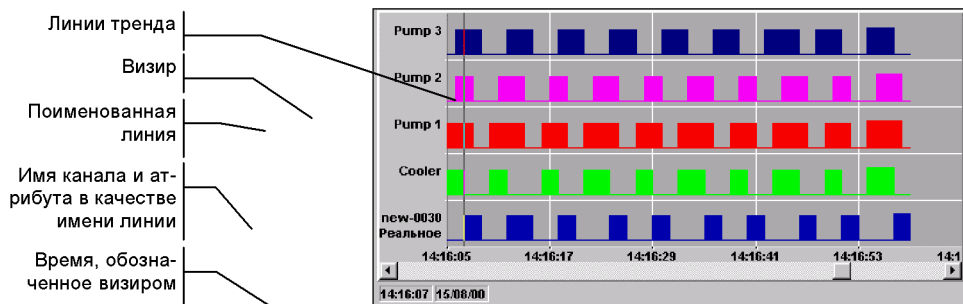 Линии тренда
Визир
Поименованная
линия
Имя канала и ат-
рибута в качестве
имени линии
Время, обозна-
ченное визиром
Pump 3
Pump 2
Pump 1
Cooler
new-0030
Реальное
14:16:05 14:16:17 14:16:29 14:16:41 14:16:53 14:1
14:16:07 15/08/00